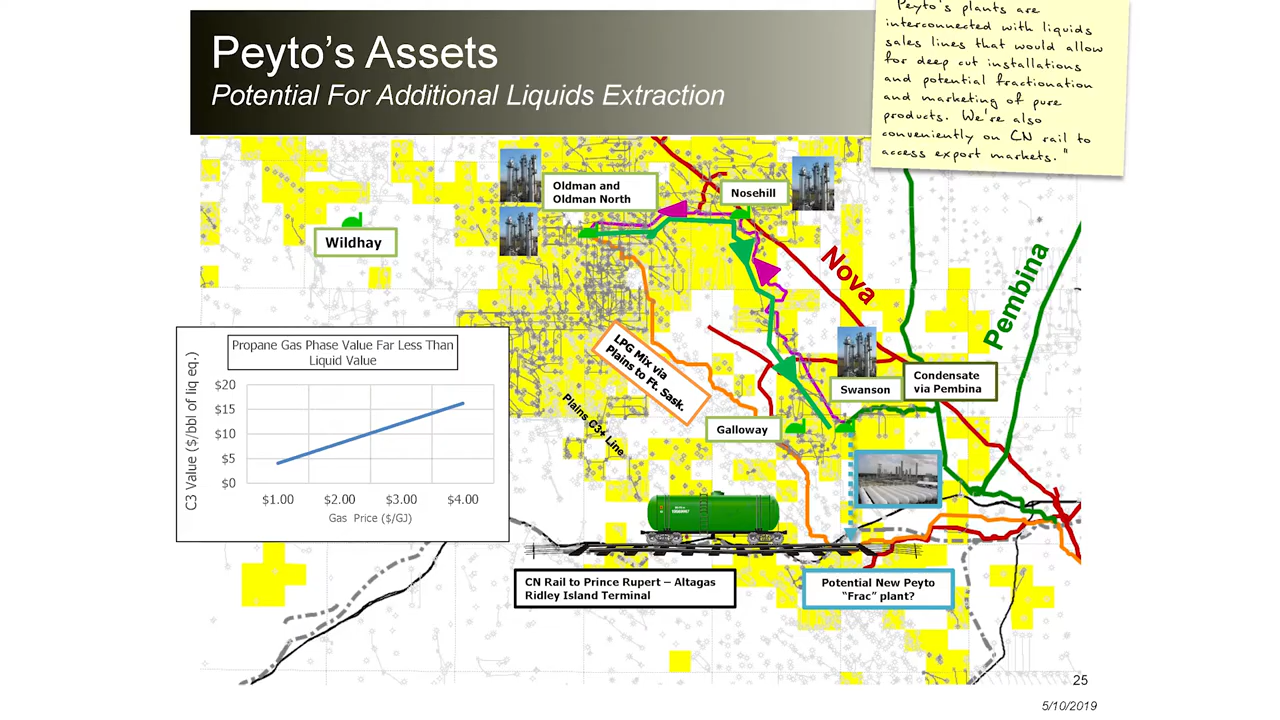 Peyto's Assets
Potential For Additional Liquids Extraction
"Peyto's plants are
interconnected with liquids
sales lines that would allow
for deep cut installations
and potential fractionation
and marketing of pure
products. We're also
conveniently on CN rail to
access export markets."
Oldman and
Oldman North
Nosehill
Wildhay
Nova
Pembina
LPG Mix via
Plains to Ft. Sask.
Plains C3+ Line
Swanson
Condensate
via Pembina
Galloway
Propane Gas Phase Value Far Less Than
Liquid Value
C3 Value ($/bbl of liq eq.)
$20
$15
$10
$5
$0
$1.00 $2.00 $3.00 $4.00
Gas Price ($/GJ)
CN Rail to Prince Rupert – Altagas
Ridley Island Terminal
Potential New Peyto
“Frac” plant?
25
5/10/2019